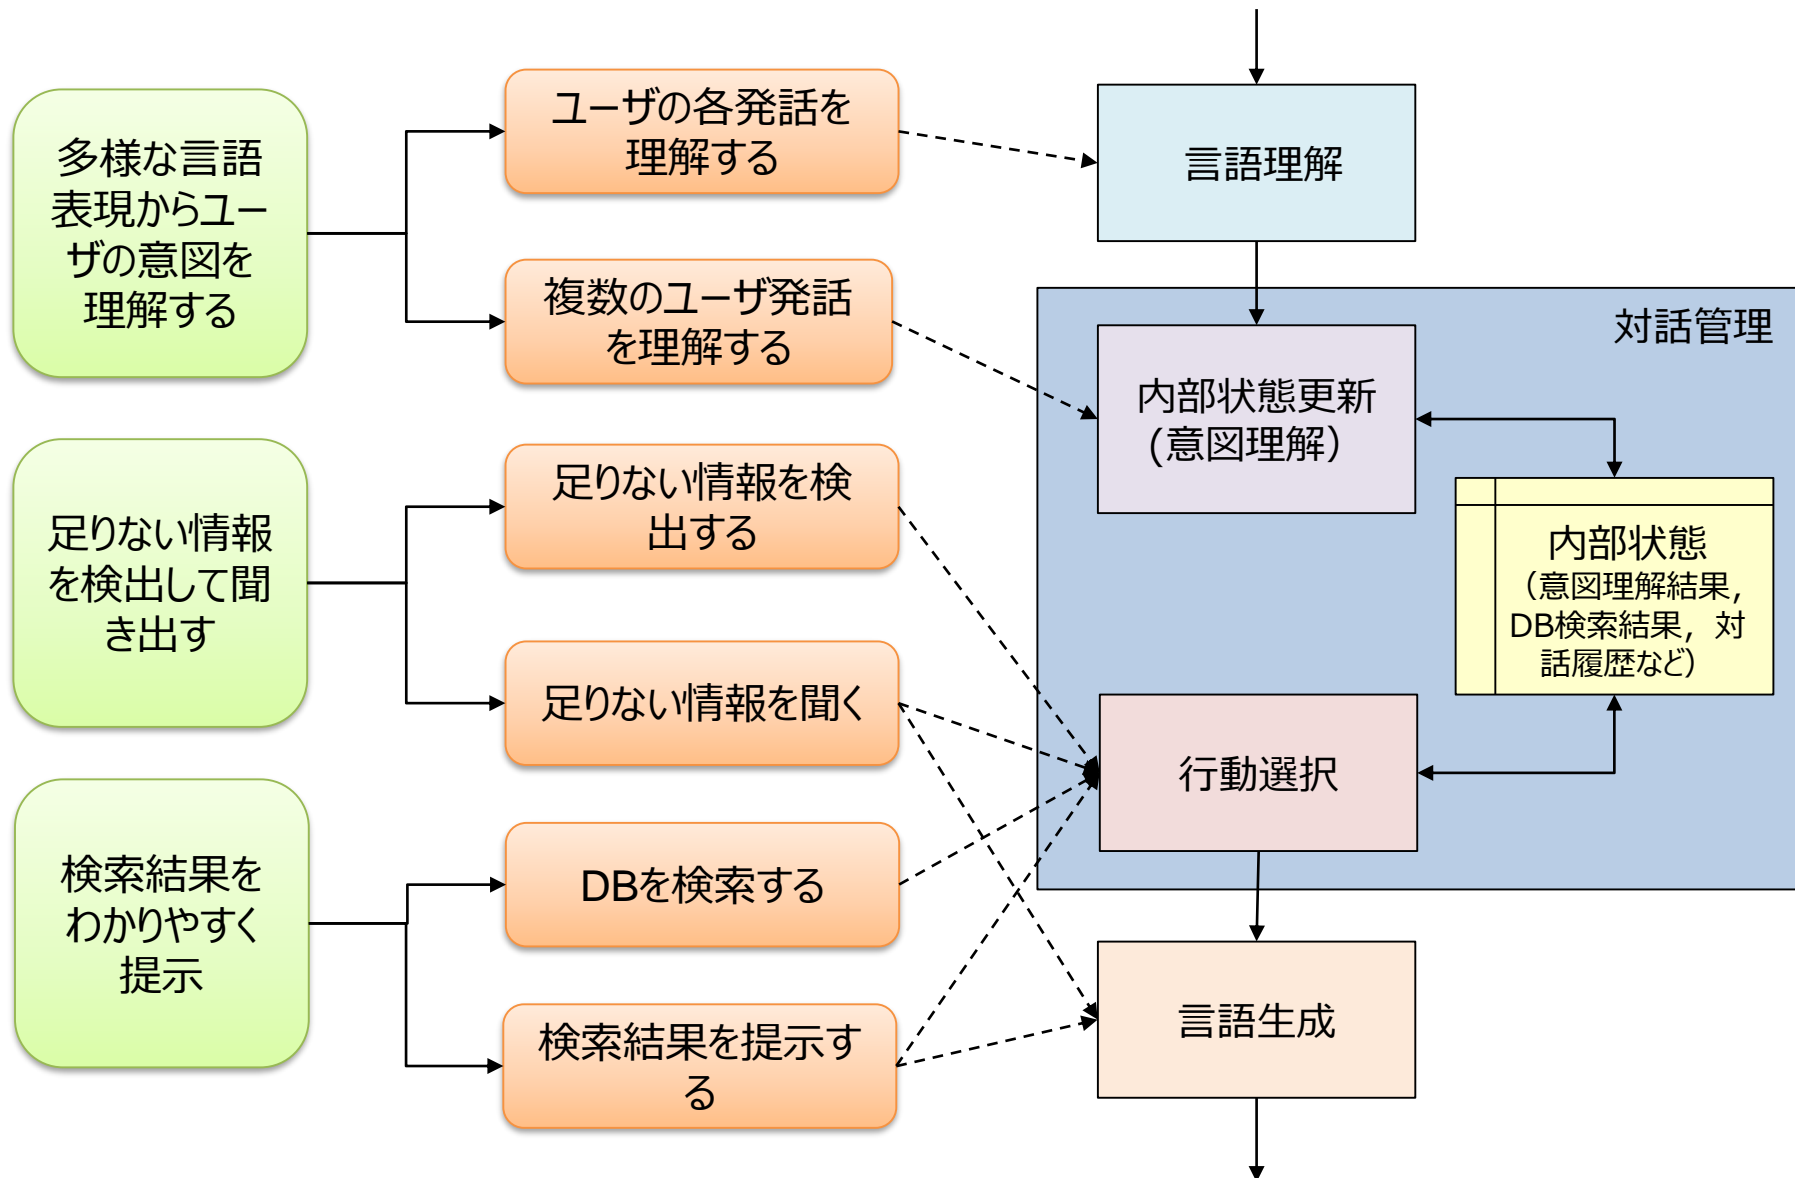 多様な言語
表現からユー
ザの意図を
理解する
足りない情報
を検出して聞
き出す
検索結果を
わかりやすく
提示
ユーザの各発話を
理解する
複数のユーザ発話
を理解する
足りない情報を検
出する
足りない情報を聞く
DBを検索する
検索結果を提示す
る
言語理解
対話管理
内部状態更新
(意図理解）
内部状態
（意図理解結果，
DB検索結果，対
話履歴など）
行動選択
言語生成